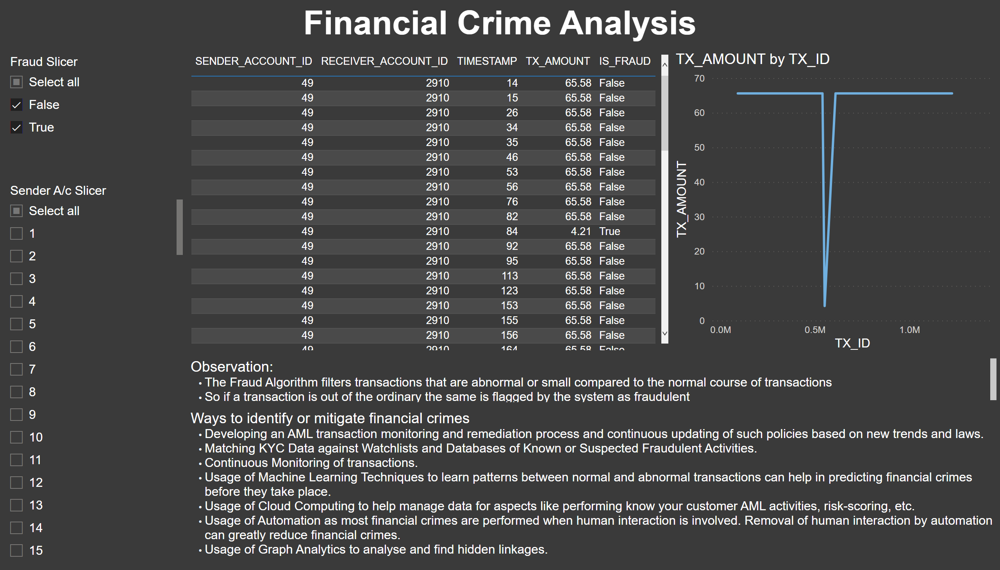 Financial Crime Analysis
Fraud Slicer
Select all
False
True
Sender A/c Slicer
Select all
1
2
3
4
5
6
7
8
9
10
11
12
13
14
15
SENDER_ACCOUNT_ID RECEIVER_ACCOUNT_ID TIMESTAMP TX_AMOUNT IS_FRAUD
49 2910 14 65.58 False
49 2910 15 65.58 False
49 2910 26 65.58 False
49 2910 34 65.58 False
49 2910 35 65.58 False
49 2910 46 65.58 False
49 2910 53 65.58 False
49 2910 56 65.58 False
49 2910 76 65.58 False
49 2910 82 65.58 False
49 2910 84 4.21 True
49 2910 92 65.58 False
49 2910 95 65.58 False
49 2910 113 65.58 False
49 2910 123 65.58 False
49 2910 153 65.58 False
49 2910 155 65.58 False
49 2910 156 65.58 False
49 2910 164 65.58 False
TX_AMOUNT by TX_ID
TX_AMOUNT
70
60
50
40
30
20
10
0
0.0M 0.5M 1.0M
TX_ID
Observation:
• The Fraud Algorithm filters transactions that are abnormal or small compared to the normal course of transactions
• So if a transaction is out of the ordinary the same is flagged by the system as fraudulent
Ways to identify or mitigate financial crimes
• Developing an AML transaction monitoring and remediation process and continuous updating of such policies based on new trends and laws.
• Matching KYC Data against Watchlists and Databases of Known or Suspected Fraudulent Activities.
• Continuous Monitoring of transactions.
• Usage of Machine Learning Techniques to learn patterns between normal and abnormal transactions can help in predicting financial crimes
before they take place.
• Usage of Cloud Computing to help manage data for aspects like performing know your customer AML activities, risk-scoring, etc.
• Usage of Automation as most financial crimes are performed when human interaction is involved. Removal of human interaction by automation
can greatly reduce financial crimes.
• Usage of Graph Analytics to analyse and find hidden linkages.